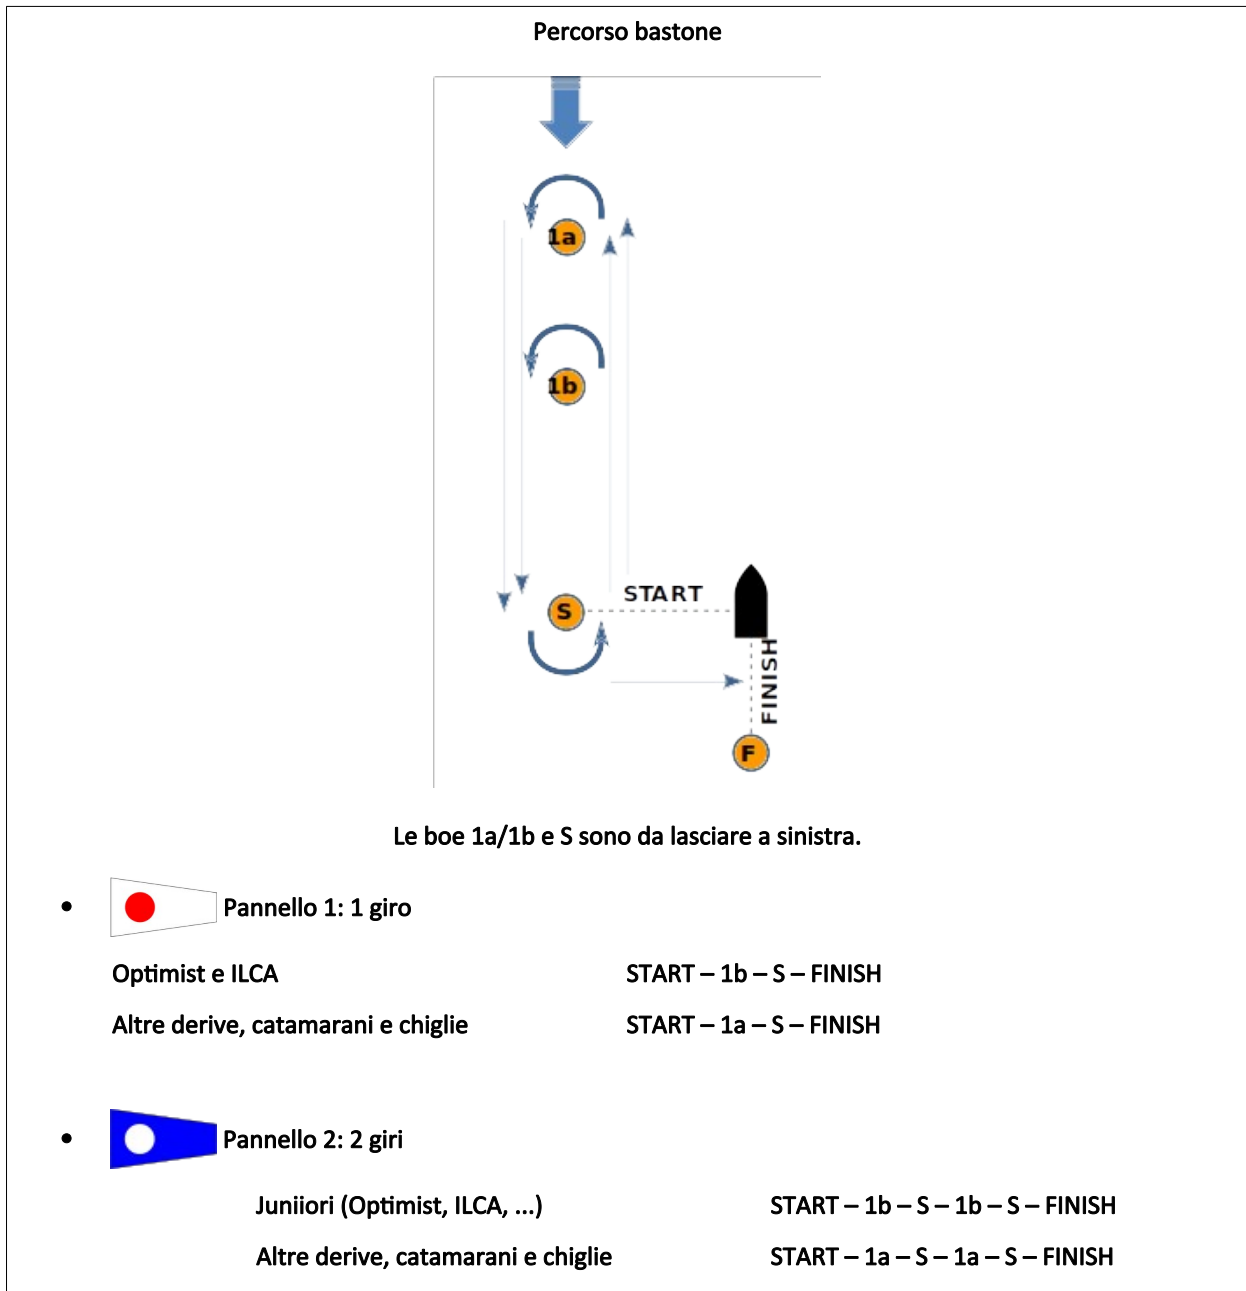 Percorso bastone
1a
1b
S
START
FINISH
F
Le boe 1a/1b e S sono da lasciare a sinistra.
• Pannello 1: 1 giro
Optimist e ILCA START – 1b – S – FINISH
Altre derive, catamarani e chiglie START – 1a – S – FINISH
• Pannello 2: 2 giri
Juniiori (Optimist, ILCA, ...) START – 1b – S – 1b – S – FINISH
Altre derive, catamarani e chiglie START – 1a – S – 1a – S – FINISH